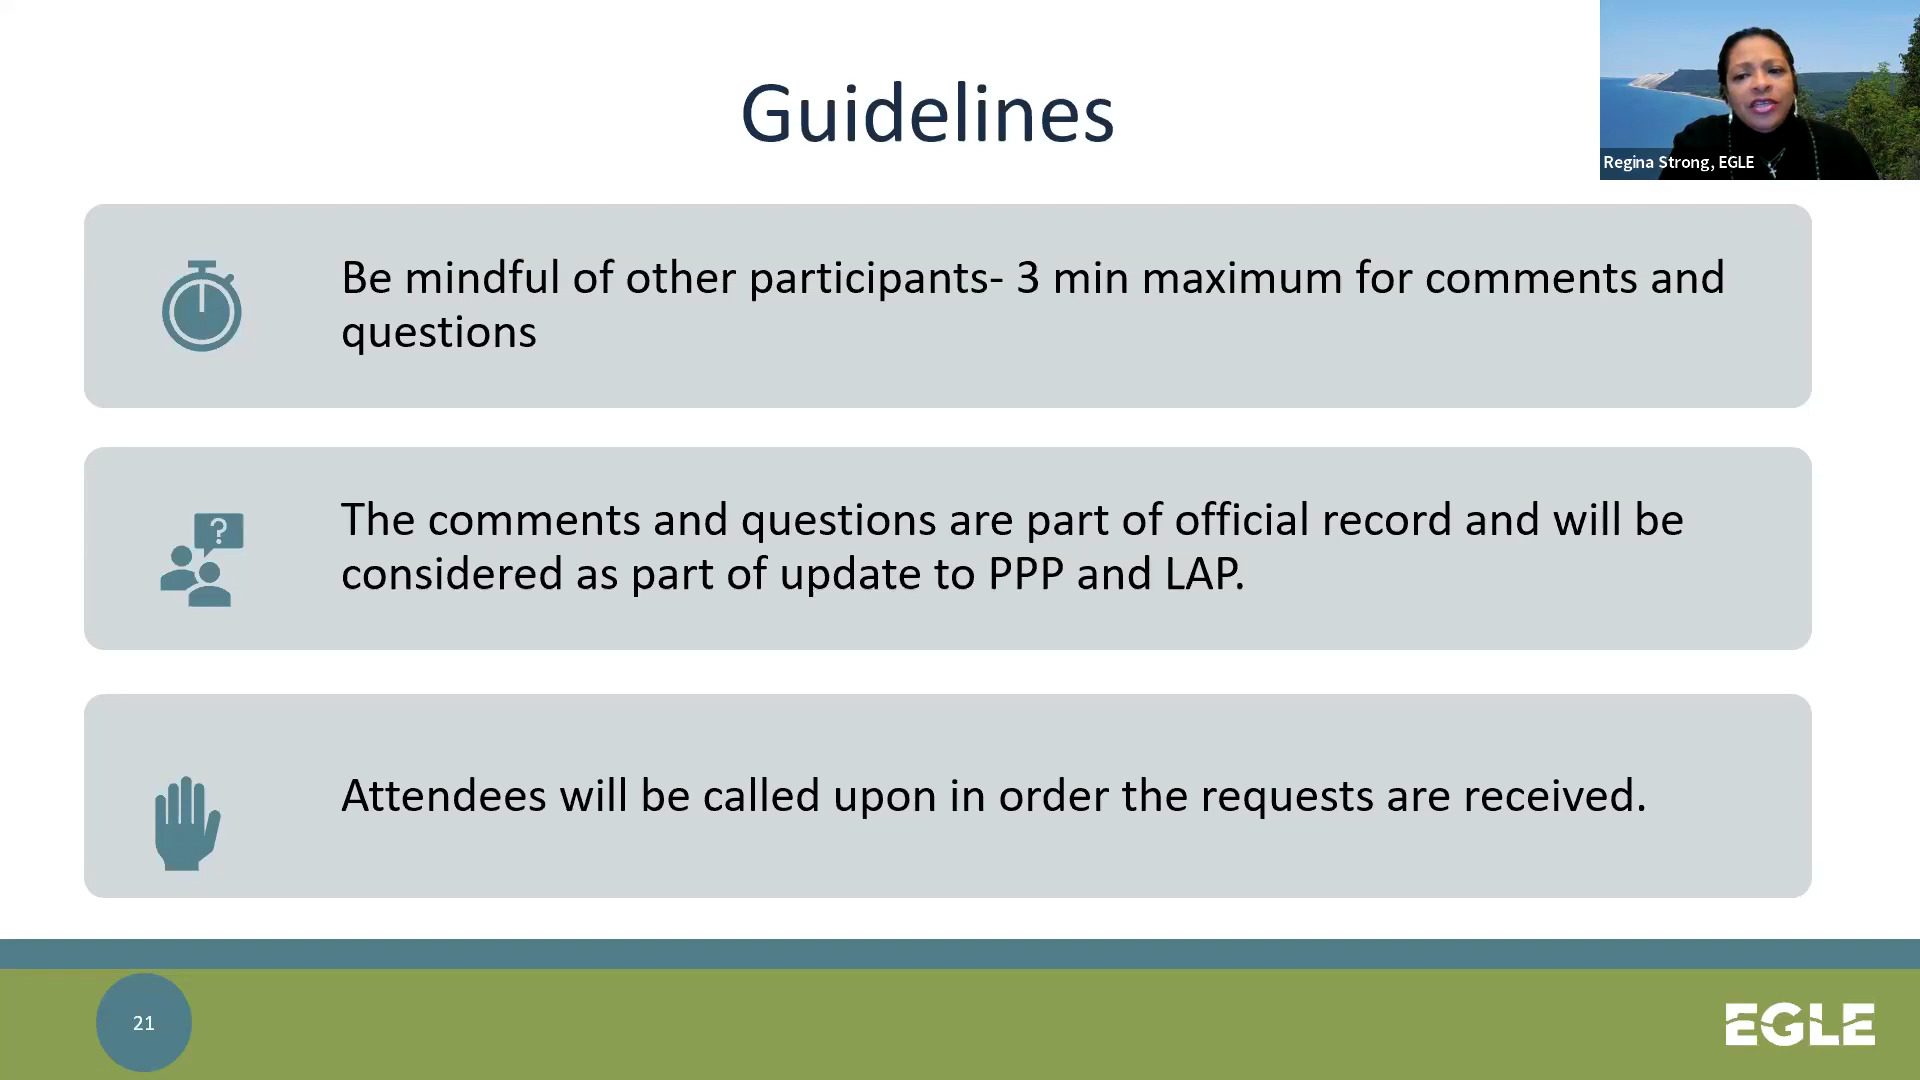 Guidelines
Regina Strong, EGLE
Be mindful of other participants- 3 min maximum for comments and
questions
?
The comments and questions are part of official record and will be
considered as part of update to PPP and LAP.
Attendees will be called upon in order the requests are received.
21
EGLE